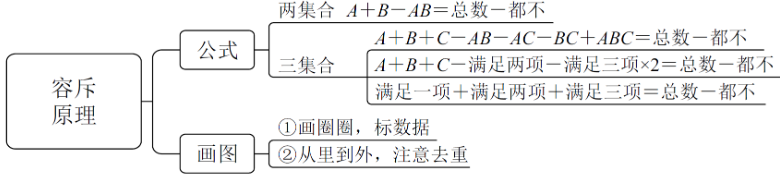 容斥
原理
公式
两集合 A+B-AB=总数-都不
三集合
A+B+C-AB-AC-BC+ABC=总数-都不
A+B+C-满足两项-满足三项×2=总数-都不
满足一项+满足两项+满足三项=总数-都不
画图
①画圈圈，标数据
②从里到外，注意去重